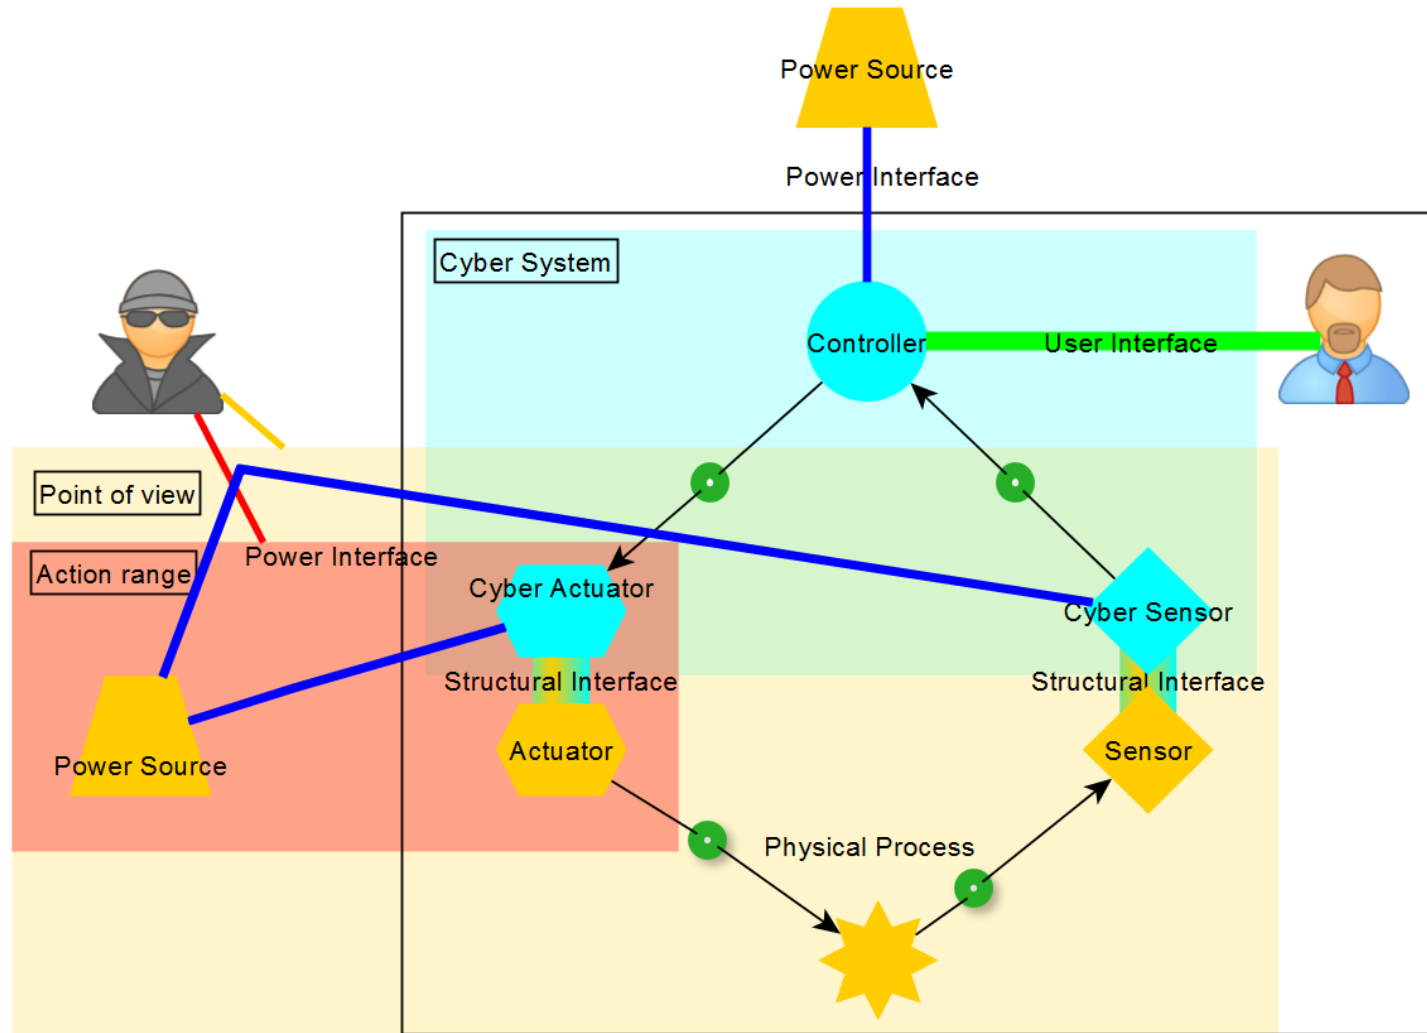 Power Source
Power Interface
Cyber System
Controller
User Interface
Point of view
Power Interface
Action range
Cyber Actuator
Cyber Sensor
Structural Interface
Structural Interface
Actuator
Sensor
Power Source
Physical Process